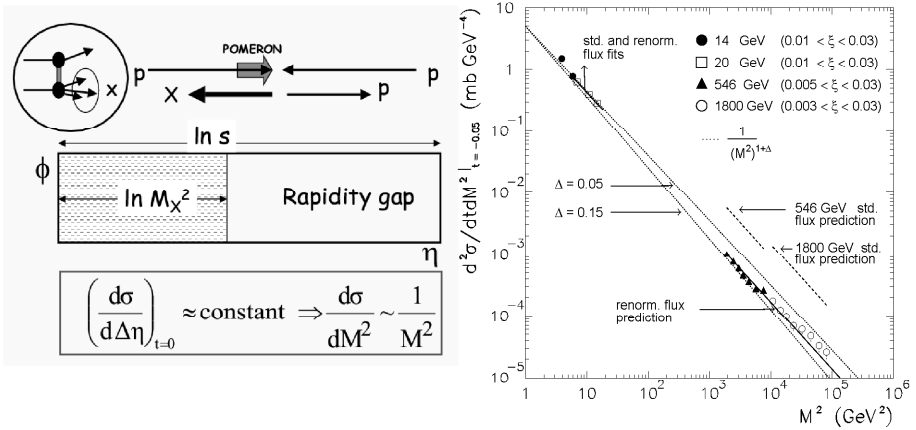 POMERON
p p
X p
x
ln s
ϕ
ln Mx² Rapidity gap
η
(dσ/dΔη)t=0 ≈ constant ⇒ dσ/dM² ~ 1/M²
d²σ/dtdM²|t = -0.05 (mb GeV⁻⁴)
10
1
10⁻¹
10⁻²
10⁻³
10⁻⁴
10⁻⁵
std. and renorm.
flux fits
● 14 GeV (0.01 < ξ < 0.03)
□ 20 GeV (0.01 < ξ < 0.03)
▲ 546 GeV (0.005 < ξ < 0.03)
○ 1800 GeV (0.003 < ξ < 0.03)
1/(M²)¹⁺Δ
Δ = 0.05
Δ = 0.15
546 GeV std.
flux prediction
1800 GeV std.
flux prediction
renorm. flux
prediction
1 10 10² 10³ 10⁴ 10⁵ 10⁶
M² (GeV²)